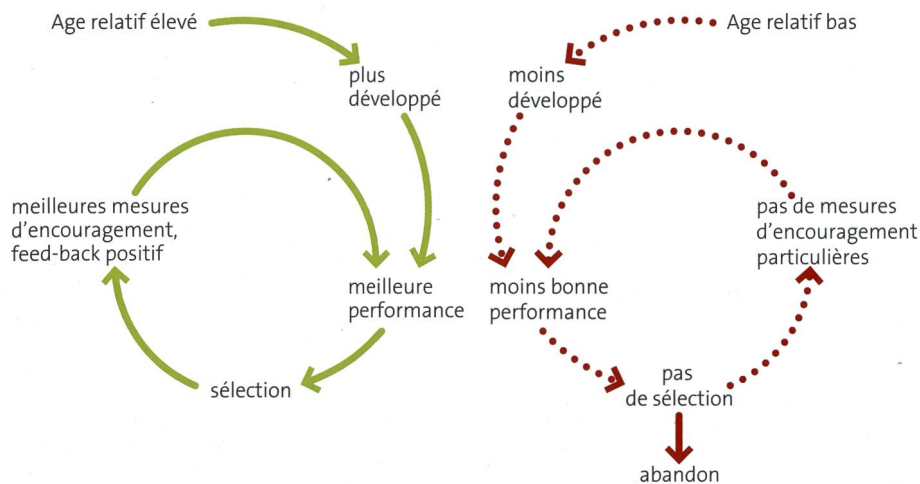 Age relatif élevé
plus
développé
meilleures mesures
d'encouragement,
feed-back positif
meilleure
performance
sélection
Age relatif bas
moins
développé
pas de mesures
d'encouragement
particulières
moins bonne
performance
pas
de sélection
abandon